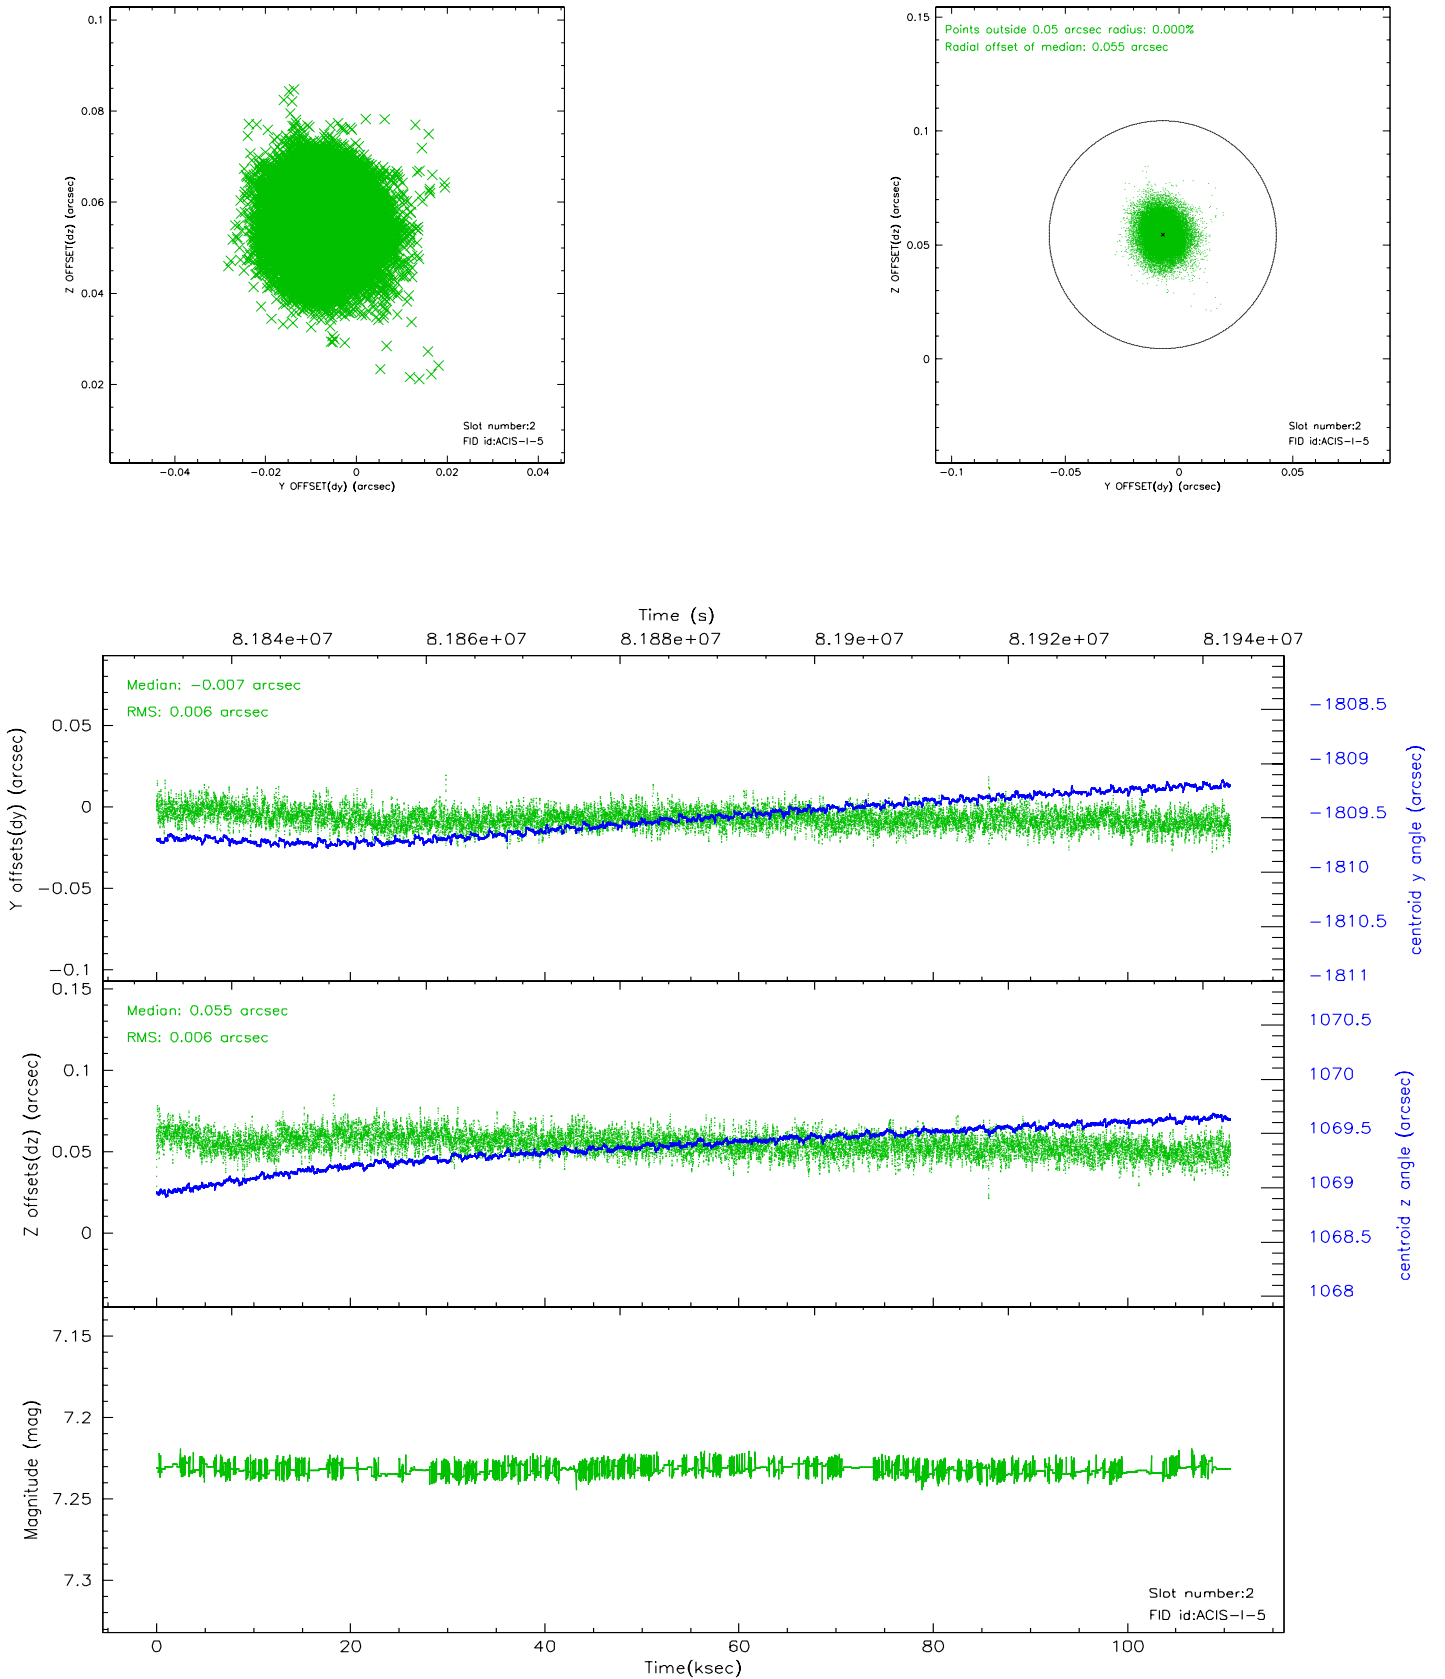 0.1
0.08
0.06
0.04
0.02
Z OFFSET(dz) (arcsec)
−0.04
−0.02
0
0.02
0.04
Y OFFSET(dy) (arcsec)
Slot number:2
FID id:ACIS−I−5
Points outside 0.05 arcsec radius: 0.000%
Radial offset of median: 0.055 arcsec
0.15
0.1
0.05
0
Z OFFSET(dz) (arcsec)
−0.1
−0.05
0
0.05
Y OFFSET(dy) (arcsec)
Slot number:2
FID id:ACIS−I−5
Time (s)
8.184e+07
8.186e+07
8.188e+07
8.19e+07
8.192e+07
8.194e+07
Median: −0.007 arcsec
RMS: 0.006 arcsec
0.05
0
−0.05
−0.1
Y offsets(dy) (arcsec)
−1808.5
−1809
−1809.5
−1810
−1810.5
−1811
centroid y angle (arcsec)
Median: 0.055 arcsec
RMS: 0.006 arcsec
0.15
0.1
0.05
0
Z offsets(dz) (arcsec)
1070.5
1070
1069.5
1069
1068.5
1068
centroid z angle (arcsec)
7.15
7.2
7.25
7.3
Magnitude (mag)
Slot number:2
FID id:ACIS−I−5
0
20
40
60
80
100
Time(ksec)